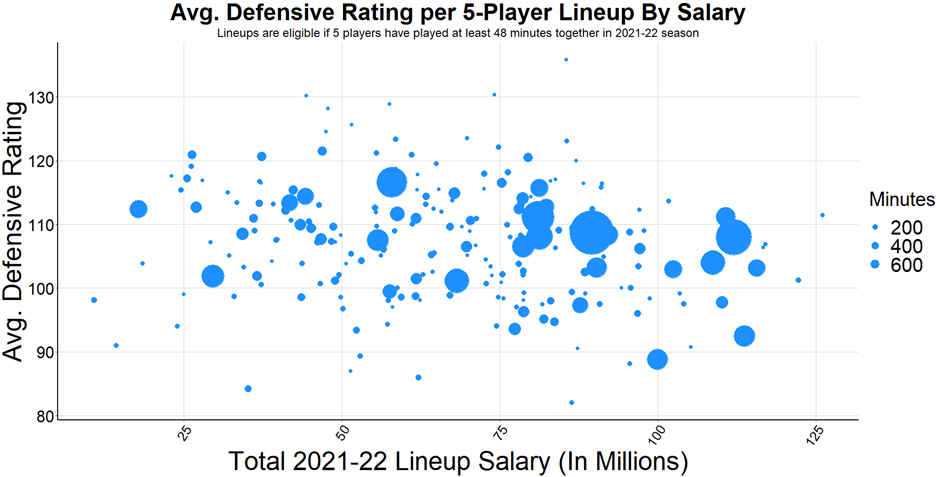 Avg. Defensive Rating per 5-Player Lineup By Salary
Lineups are eligible if 5 players have played at least 48 minutes together in 2021-22 season
Avg. Defensive Rating
130
120
110
100
90
80
25
50
75
100
125
Total 2021-22 Lineup Salary (In Millions)
Minutes
200
400
600